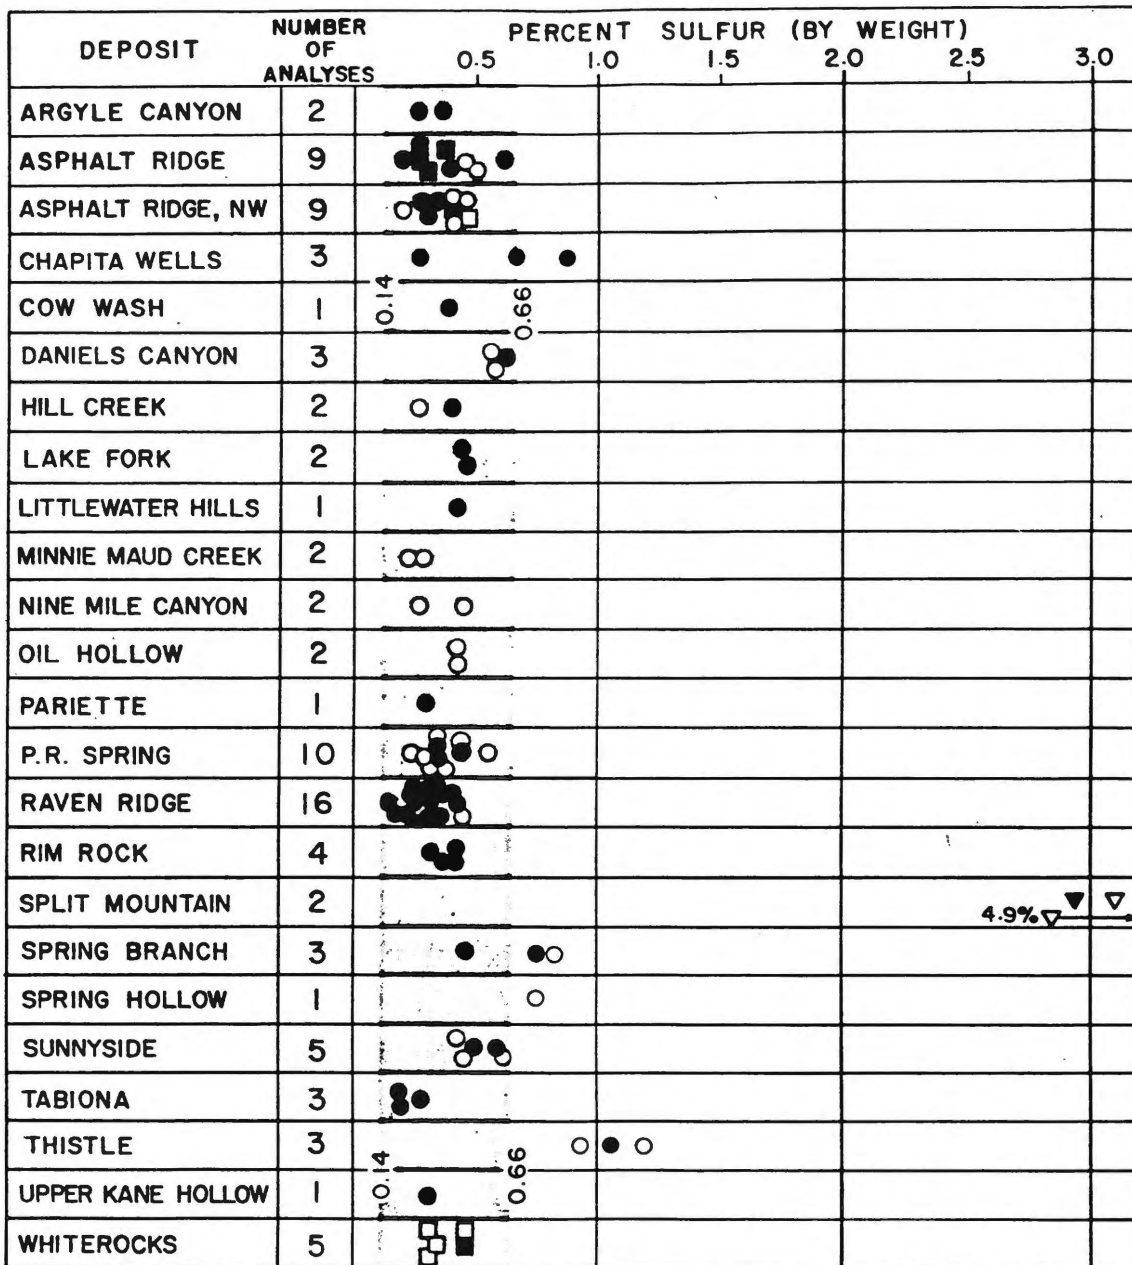 DEPOSIT NUMBER OF ANALYSES PERCENT SULFUR (BY WEIGHT)
0.5 1.0 1.5 2.0 2.5 3.0
ARGYLE CANYON 2
ASPHALT RIDGE 9
ASPHALT RIDGE, NW 9
CHAPITA WELLS 3
0.14 0.66
COW WASH 1
DANIELS CANYON 3
HILL CREEK 2
LAKE FORK 2
LITTLEWATER HILLS 1
MINNIE MAUD CREEK 2
NINE MILE CANYON 2
OIL HOLLOW 2
PARIETTE 1
P.R. SPRING 10
RAVEN RIDGE 16
RIM ROCK 4
SPLIT MOUNTAIN 2 4.9%
SPRING BRANCH 3
SPRING HOLLOW 1
SUNNYSIDE 5
TABIONA 3
THISTLE 3
0.14 0.66
UPPER KANE HOLLOW 1
WHITEROCKS 5